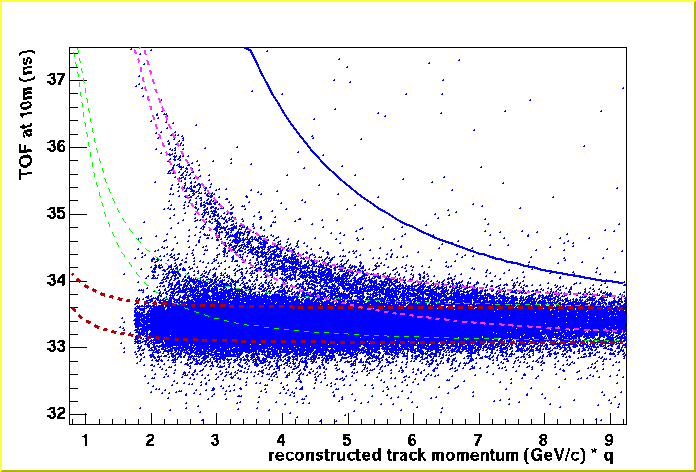 TOF at 10m (ns)
37
36
35
34
33
32
1 2 3 4 5 6 7 8 9
reconstructed track momentum (GeV/c) * q